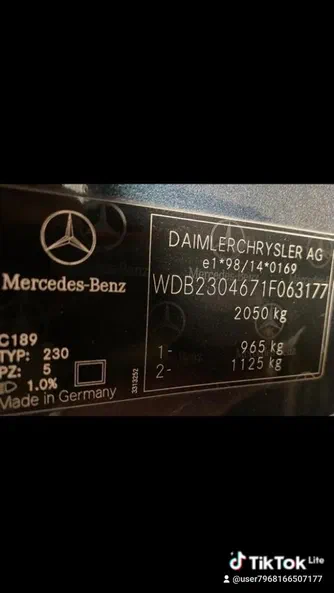 Mercedes-Benz
DAIMLERCHRYSLER AG
e1*98/14*0169
WDB2304671F063177
2050 kg
1- 965 kg
2- 1125 kg
C189
TYP: 230
PZ: 5
1.0%
Made in Germany
3313252
TikTok Lite
@user7968166507177